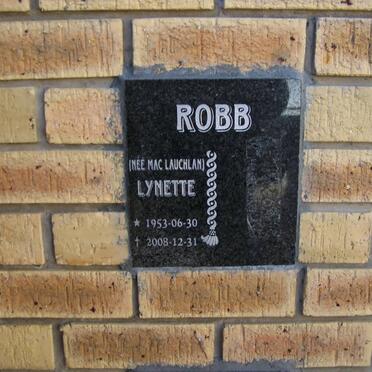 ROBB
(NÉE MAC LAUCHLAN)
LYNETTE
* 1953-06-30
† 2008-12-31